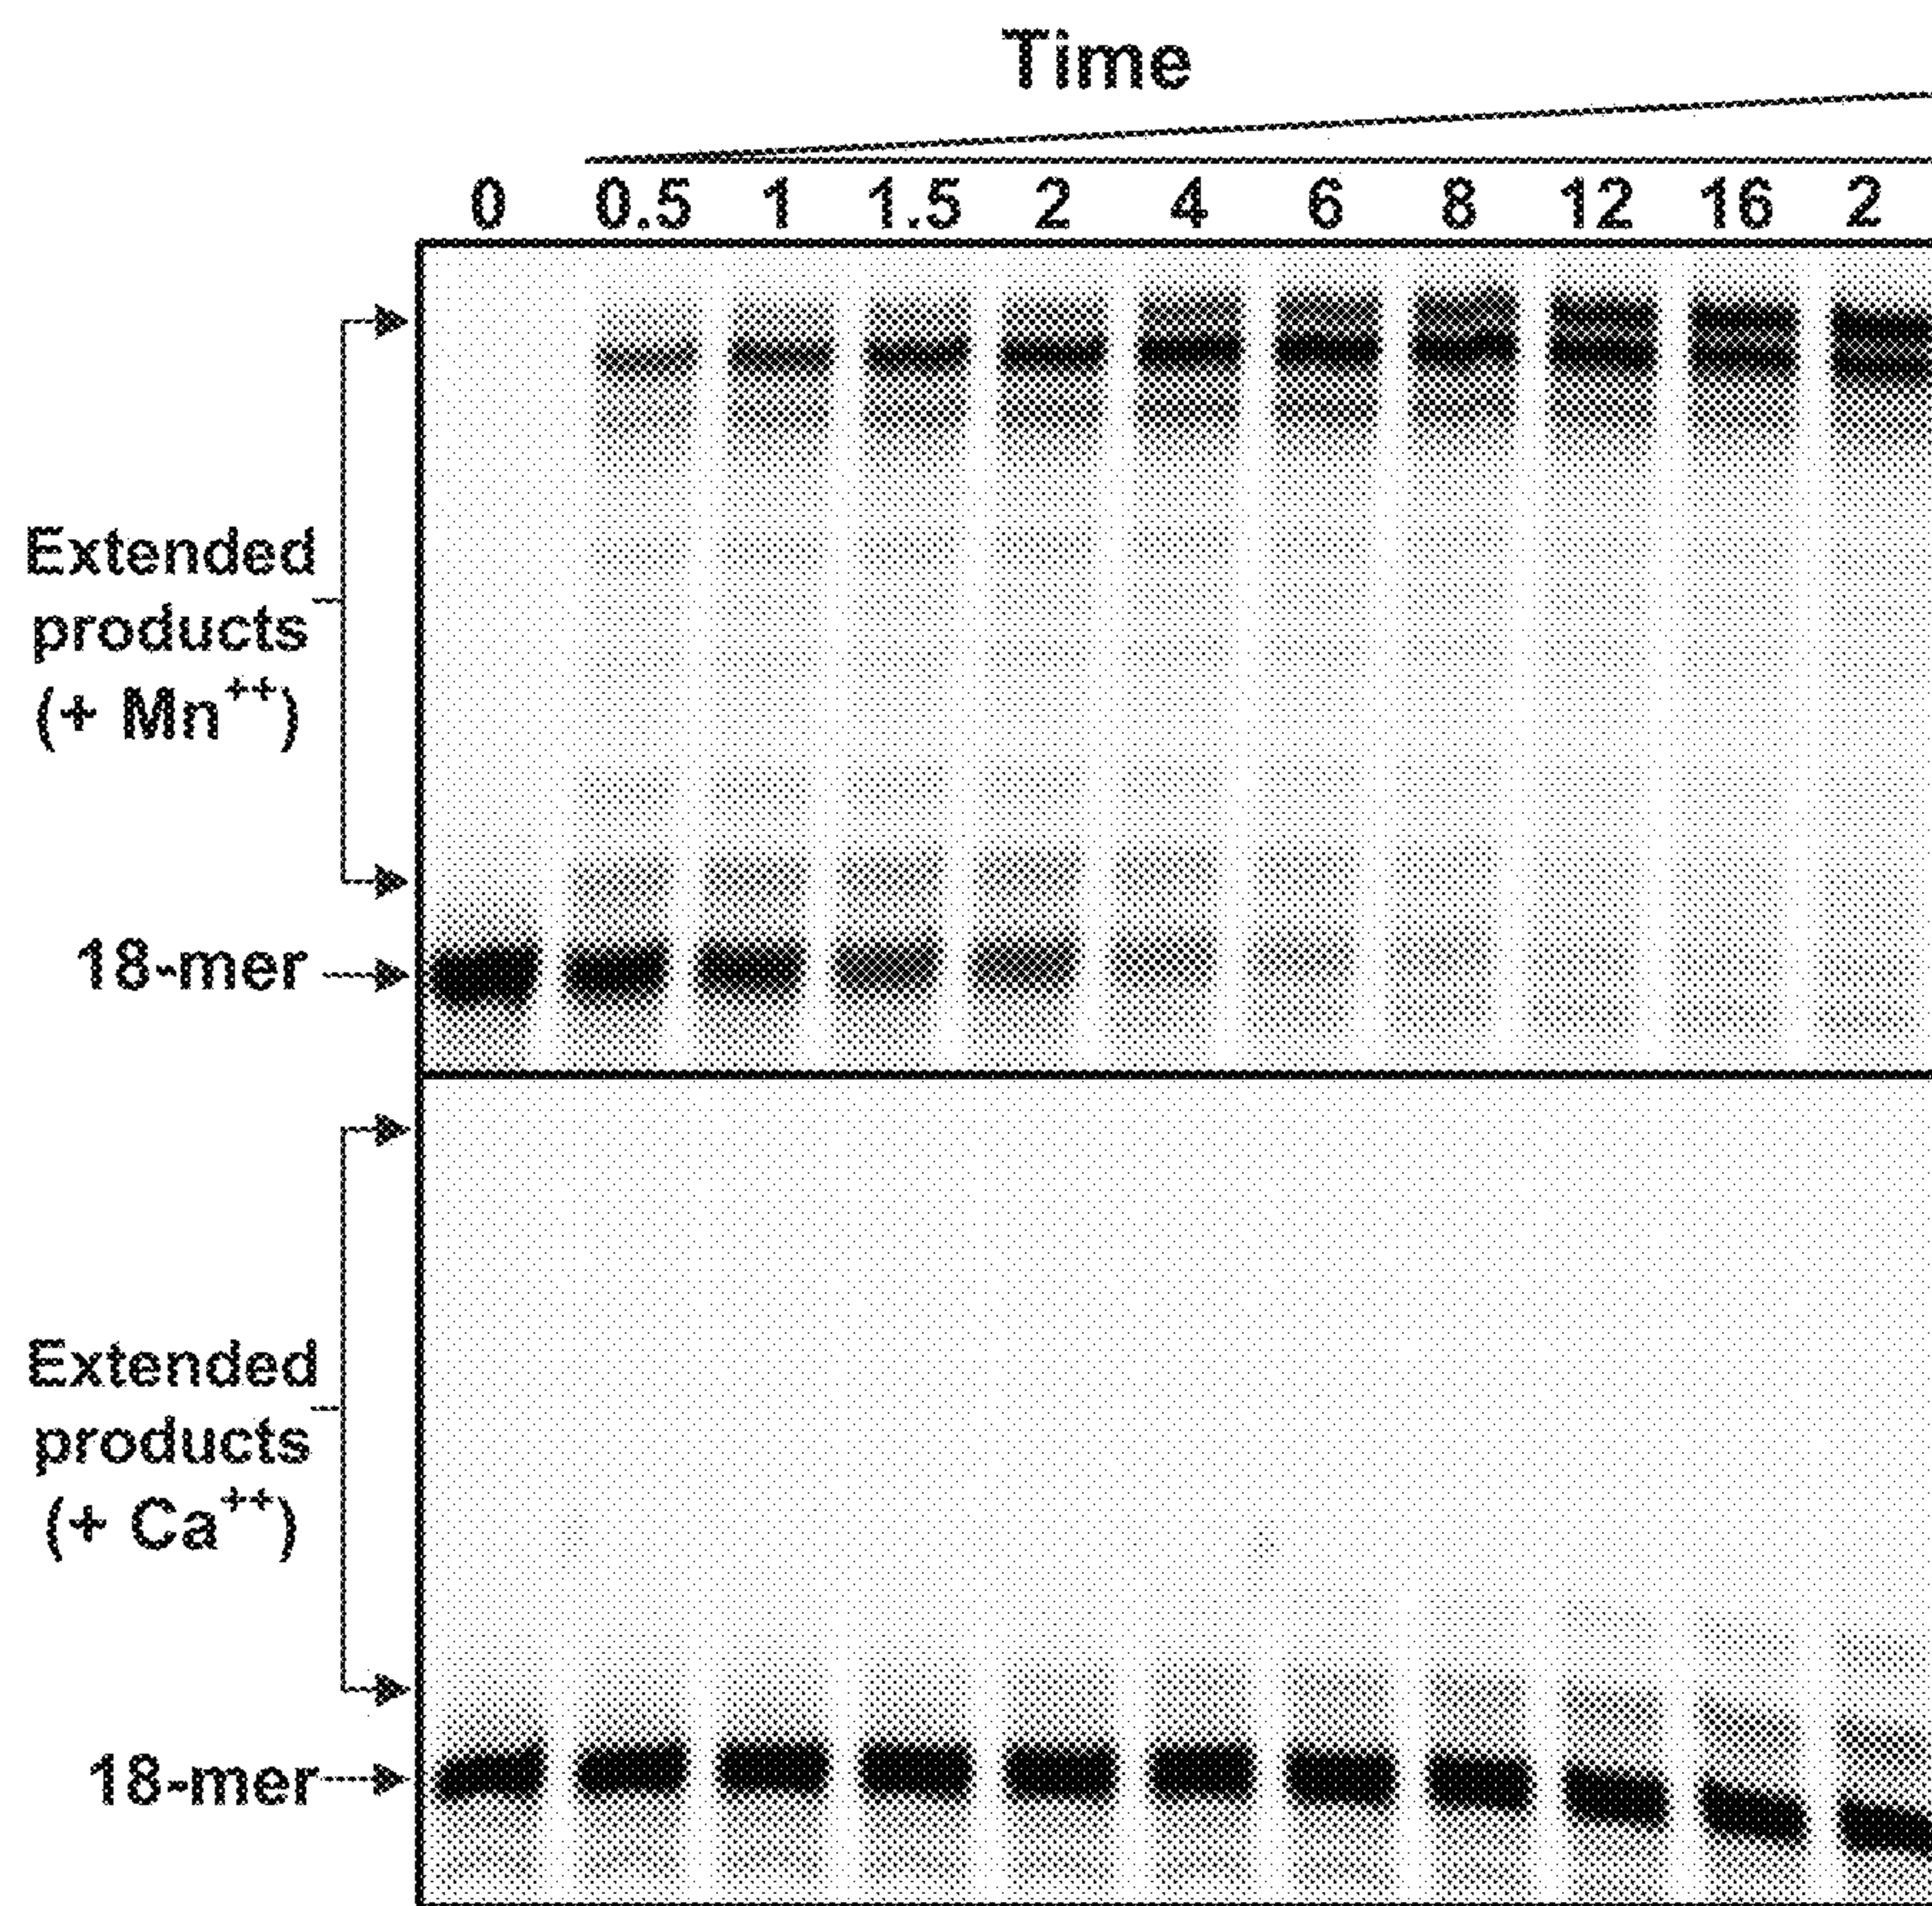 Time
0 0.5 1 1.5 2 4 6 8 12 16 2
Extended
products
(+ Mn++)
18-mer
Extended
products
(+ Ca++)
18-mer